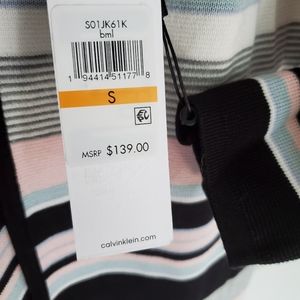 S01JK61K
bml
1 94414 51177 8
S
MSRP $139.00
calvinklein.com